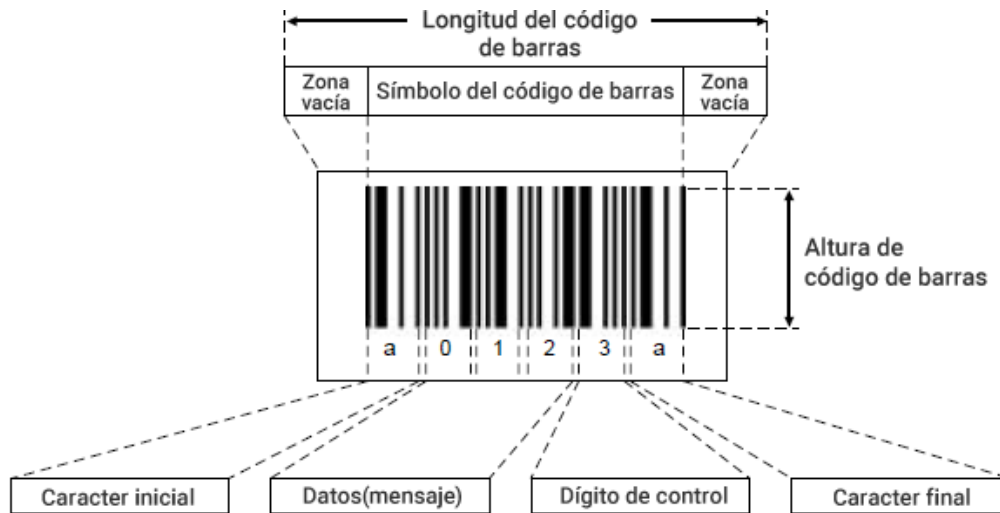 Longitud del código
de barras
Zona
vacía
Símbolo del código de barras
Zona
vacía
Altura de
código de barras
a 0 1 2 3 a
Caracter inicial
Datos(mensaje)
Dígito de control
Caracter final